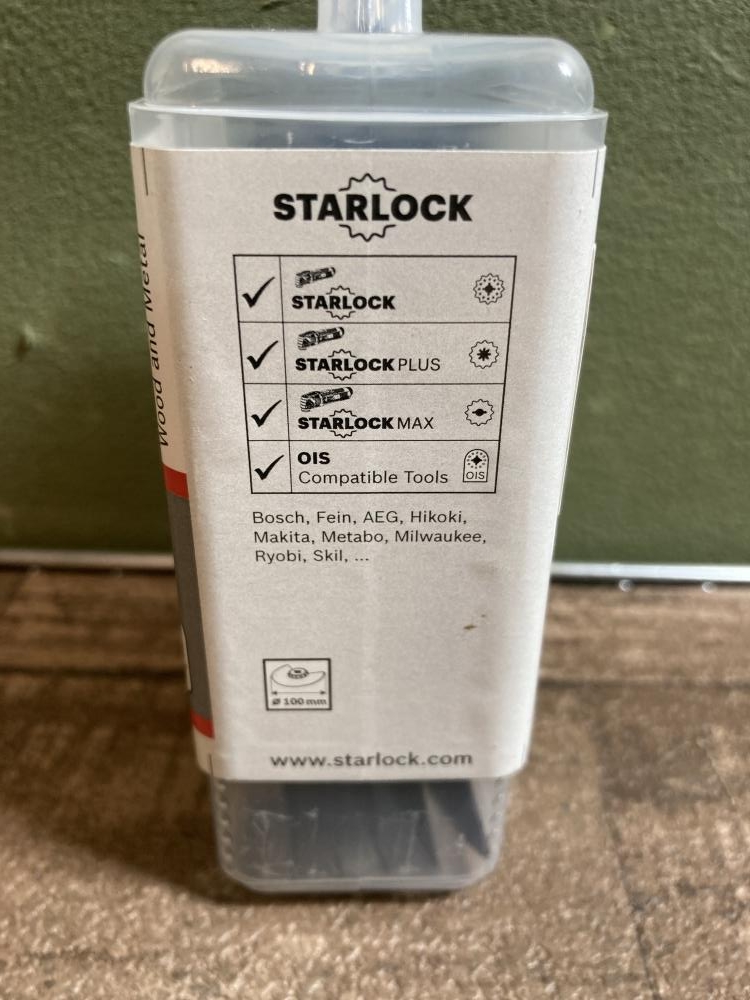 STARLOCK
STARLOCK
STARLOCK PLUS
STARLOCK MAX
OIS
Compatible Tools
OIS
Bosch, Fein, AEG, Hikoki,
Makita, Metabo, Milwaukee,
Ryobi, Skil, ...
Ø 100 mm
www.starlock.com
Wood and Metal